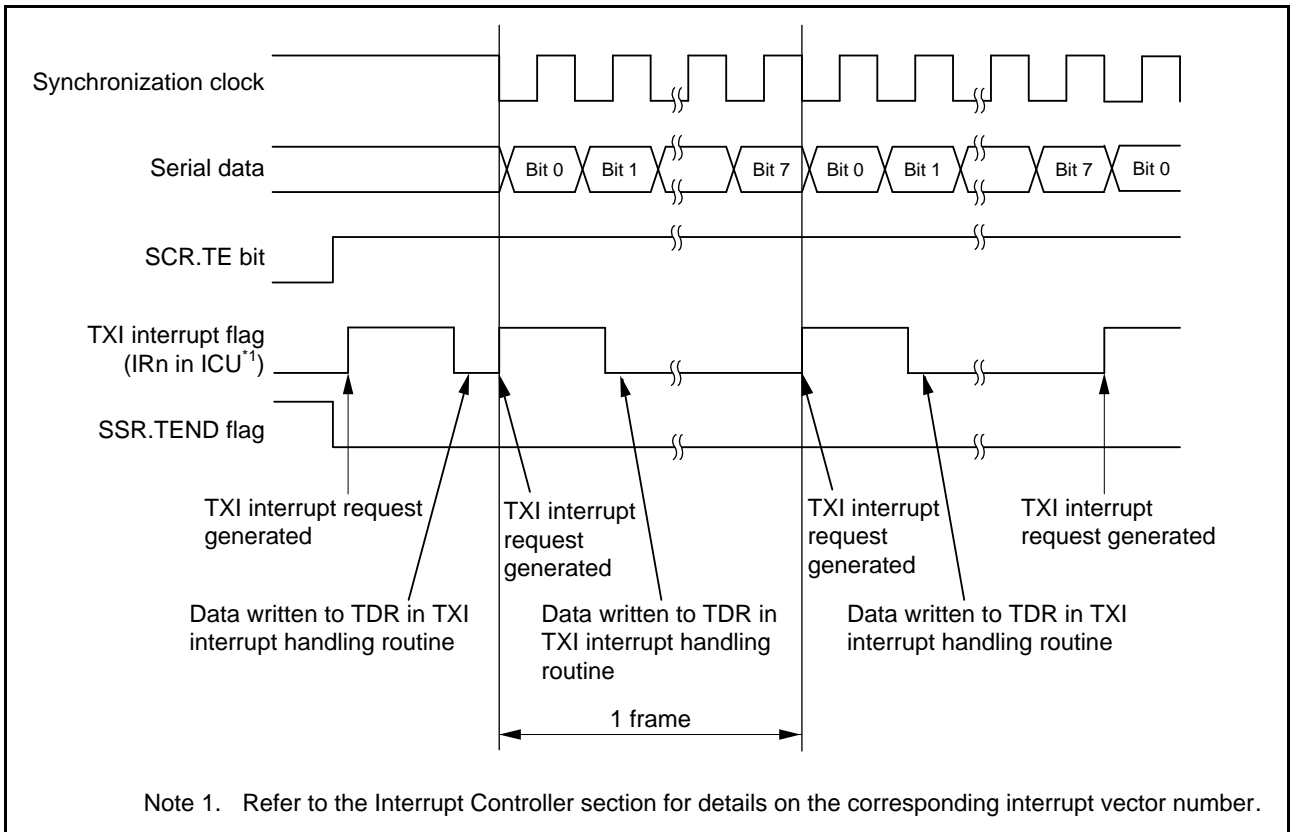 Synchronization clock
Serial data
Bit 0 Bit 1 Bit 7 Bit 0 Bit 1 Bit 7 Bit 0
SCR.TE bit
TXI interrupt flag
(IRn in ICU*1)
SSR.TEND flag
TXI interrupt request
generated
TXI interrupt
request
generated
TXI interrupt
request
generated
TXI interrupt
request generated
Data written to TDR in TXI
interrupt handling routine
Data written to TDR in
TXI interrupt handling
routine
Data written to TDR in TXI
interrupt handling routine
1 frame
Note 1. Refer to the Interrupt Controller section for details on the corresponding interrupt vector number.